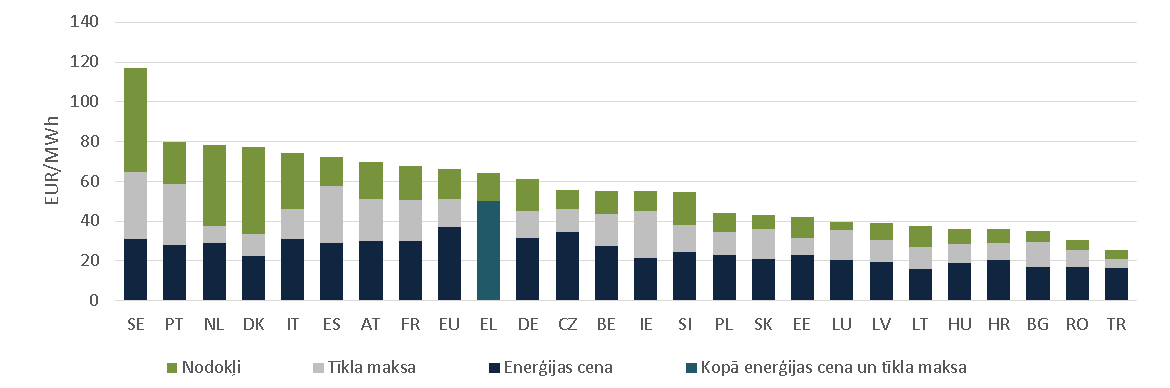 140
120
100
80
60
40
20
0
EUR/MWh
SE PT NL DK IT ES AT FR EU EL DE CZ BE IE SI PL SK EE LU LV LT HU HR BG RO TR
Nodokļi Tīkla maksa Enerģijas cena Kopā enerģijas cena un tīkla maksa